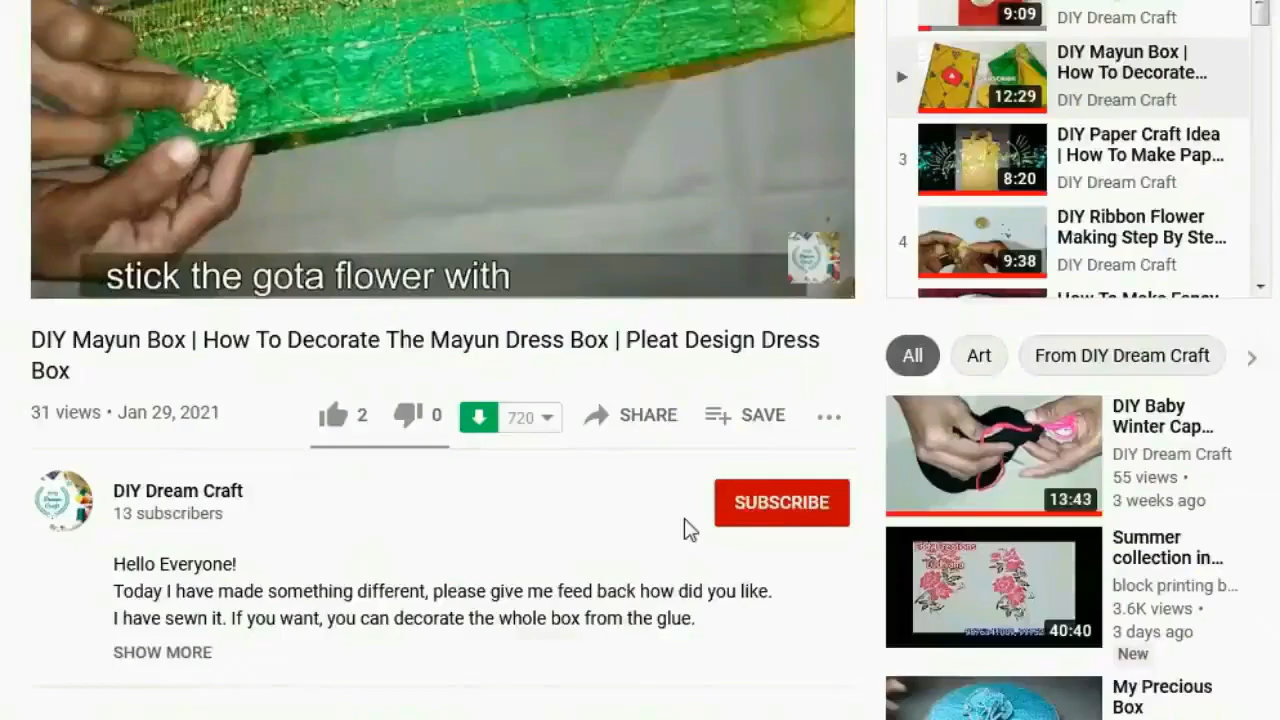 stick the gota flower with
DIY Mayun Box | How To Decorate The Mayun Dress Box | Pleat Design Dress
Box
31 views • Jan 29, 2021
2
0
720
SHARE
SAVE
DIY Dream Craft
13 subscribers
SUBSCRIBE
Hello Everyone!
Today I have made something different, please give me feed back how did you like.
I have sewn it. If you want, you can decorate the whole box from the glue.
SHOW MORE
9:09
DIY Dream Craft
12:29
DIY Mayun Box |
How To Decorate...
DIY Dream Craft
3
8:20
DIY Paper Craft Idea
| How To Make Pap...
DIY Dream Craft
4
9:38
DIY Ribbon Flower
Making Step By Ste...
DIY Dream Craft
How To Make Fancy
All
Art
From DIY Dream Craft
13:43
DIY Baby
Winter Cap...
DIY Dream Craft
55 views •
3 weeks ago
40:40
Summer
collection in...
block printing b...
3.6K views •
3 days ago
New
My Precious
Box